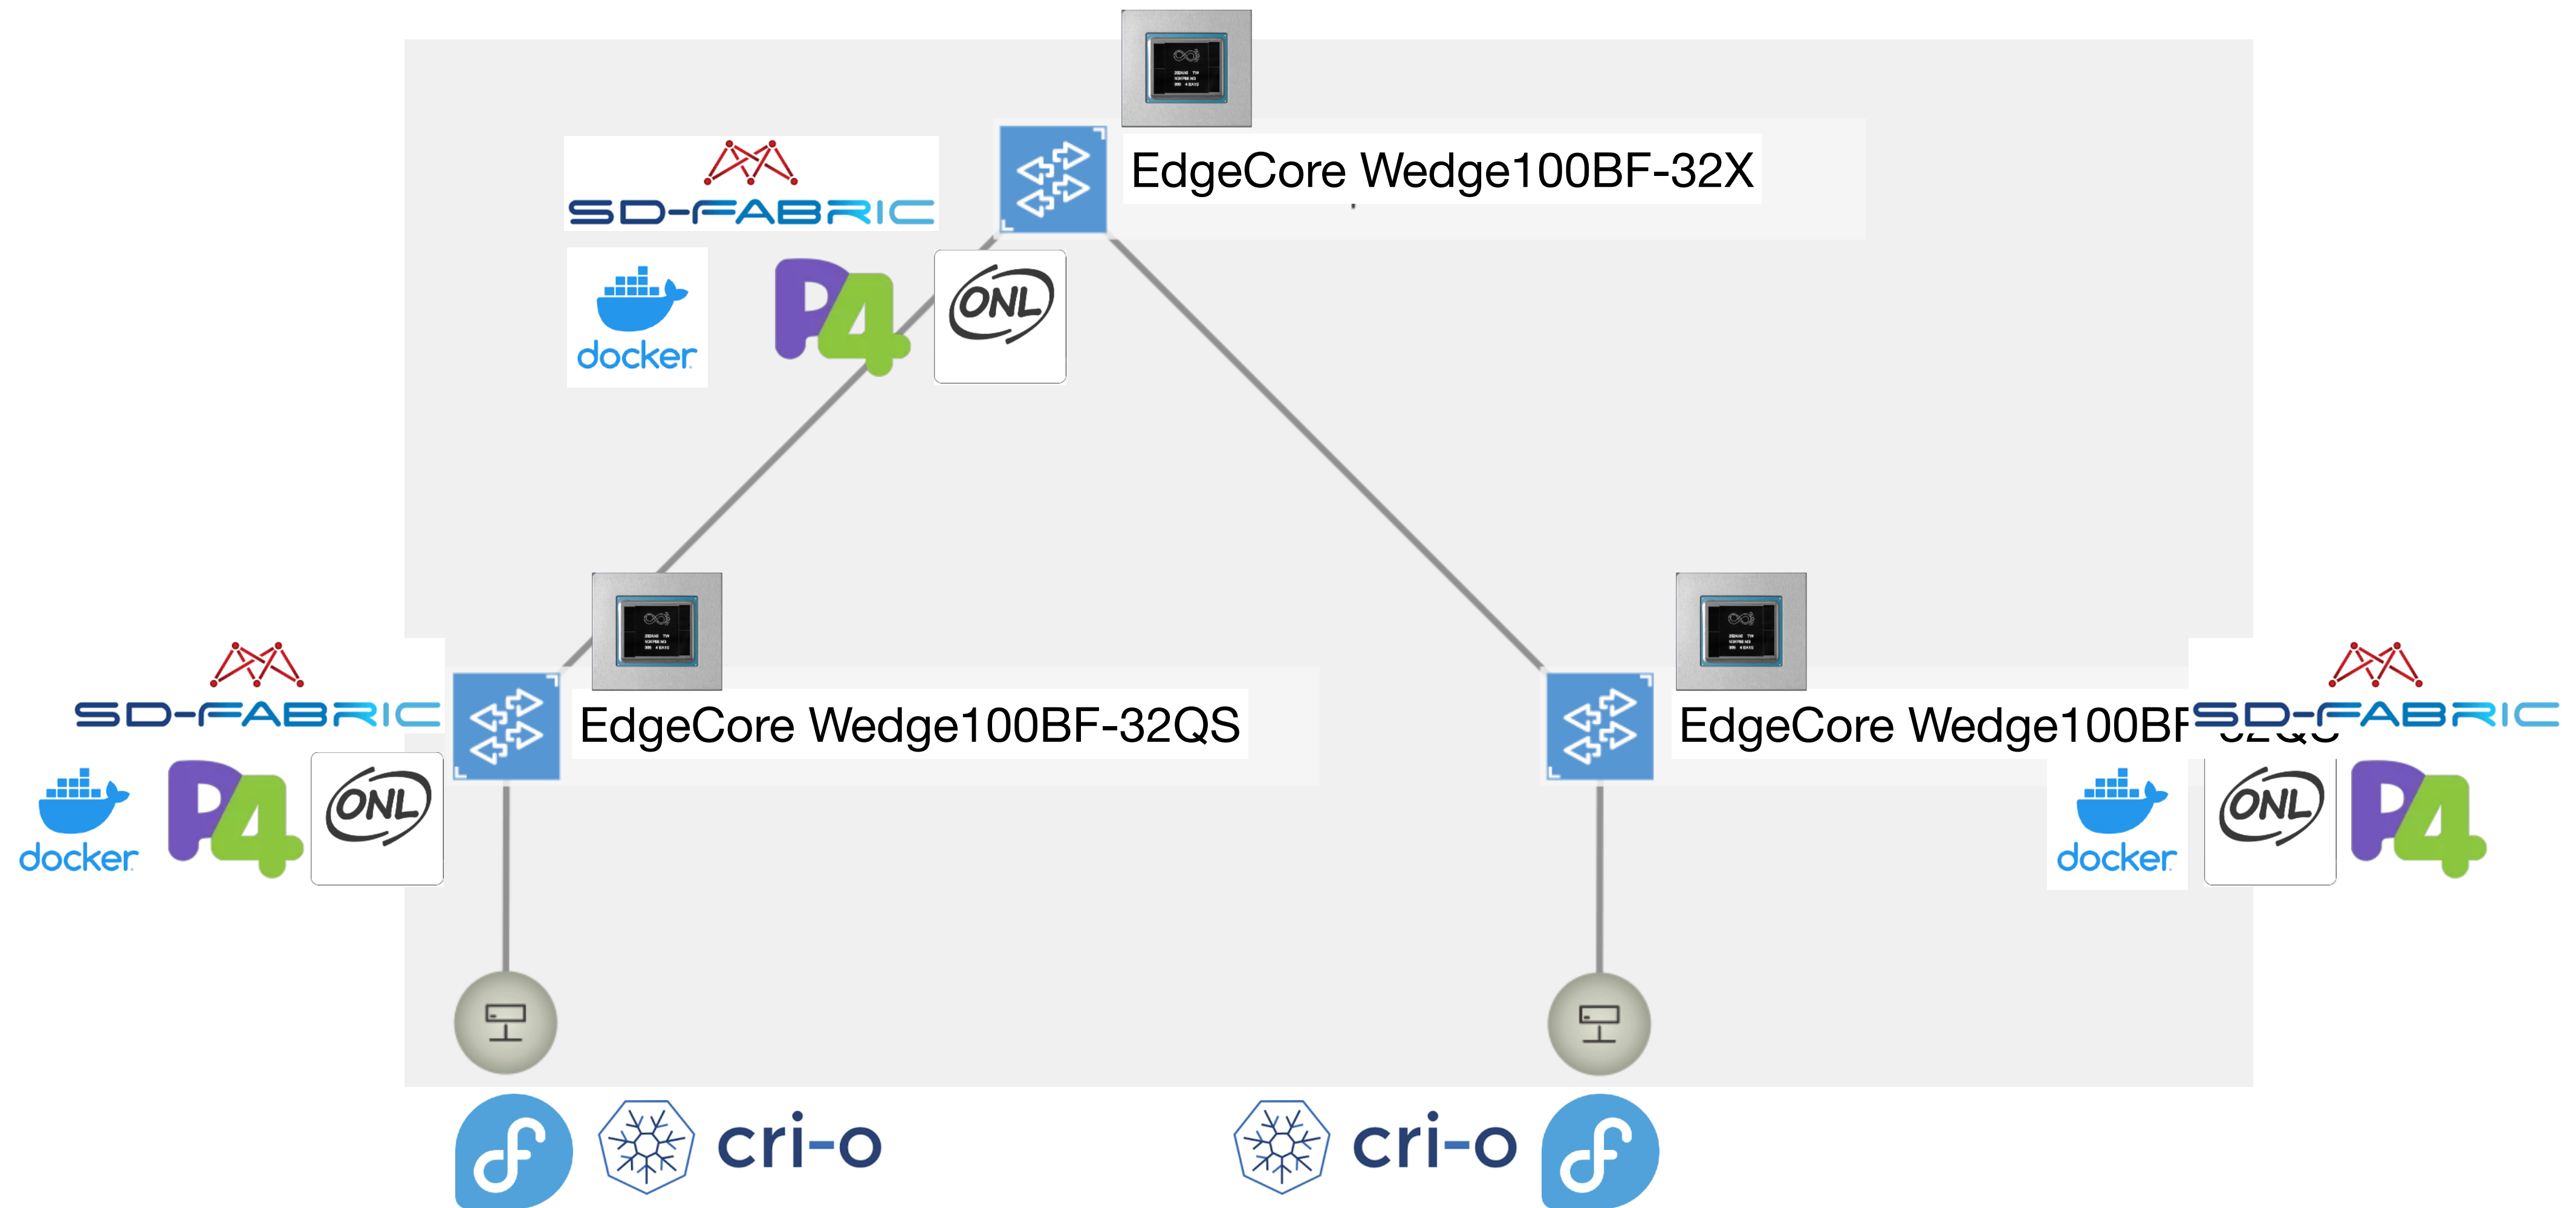 EdgeCore Wedge100BF-32X
SD-FABRIC
docker
P4
ONL
SD-FABRIC
EdgeCore Wedge100BF-32QS
EdgeCore Wedge100BF-32QS
SD-FABRIC
docker
P4
ONL
docker
ONL
P4
cri-o
cri-o